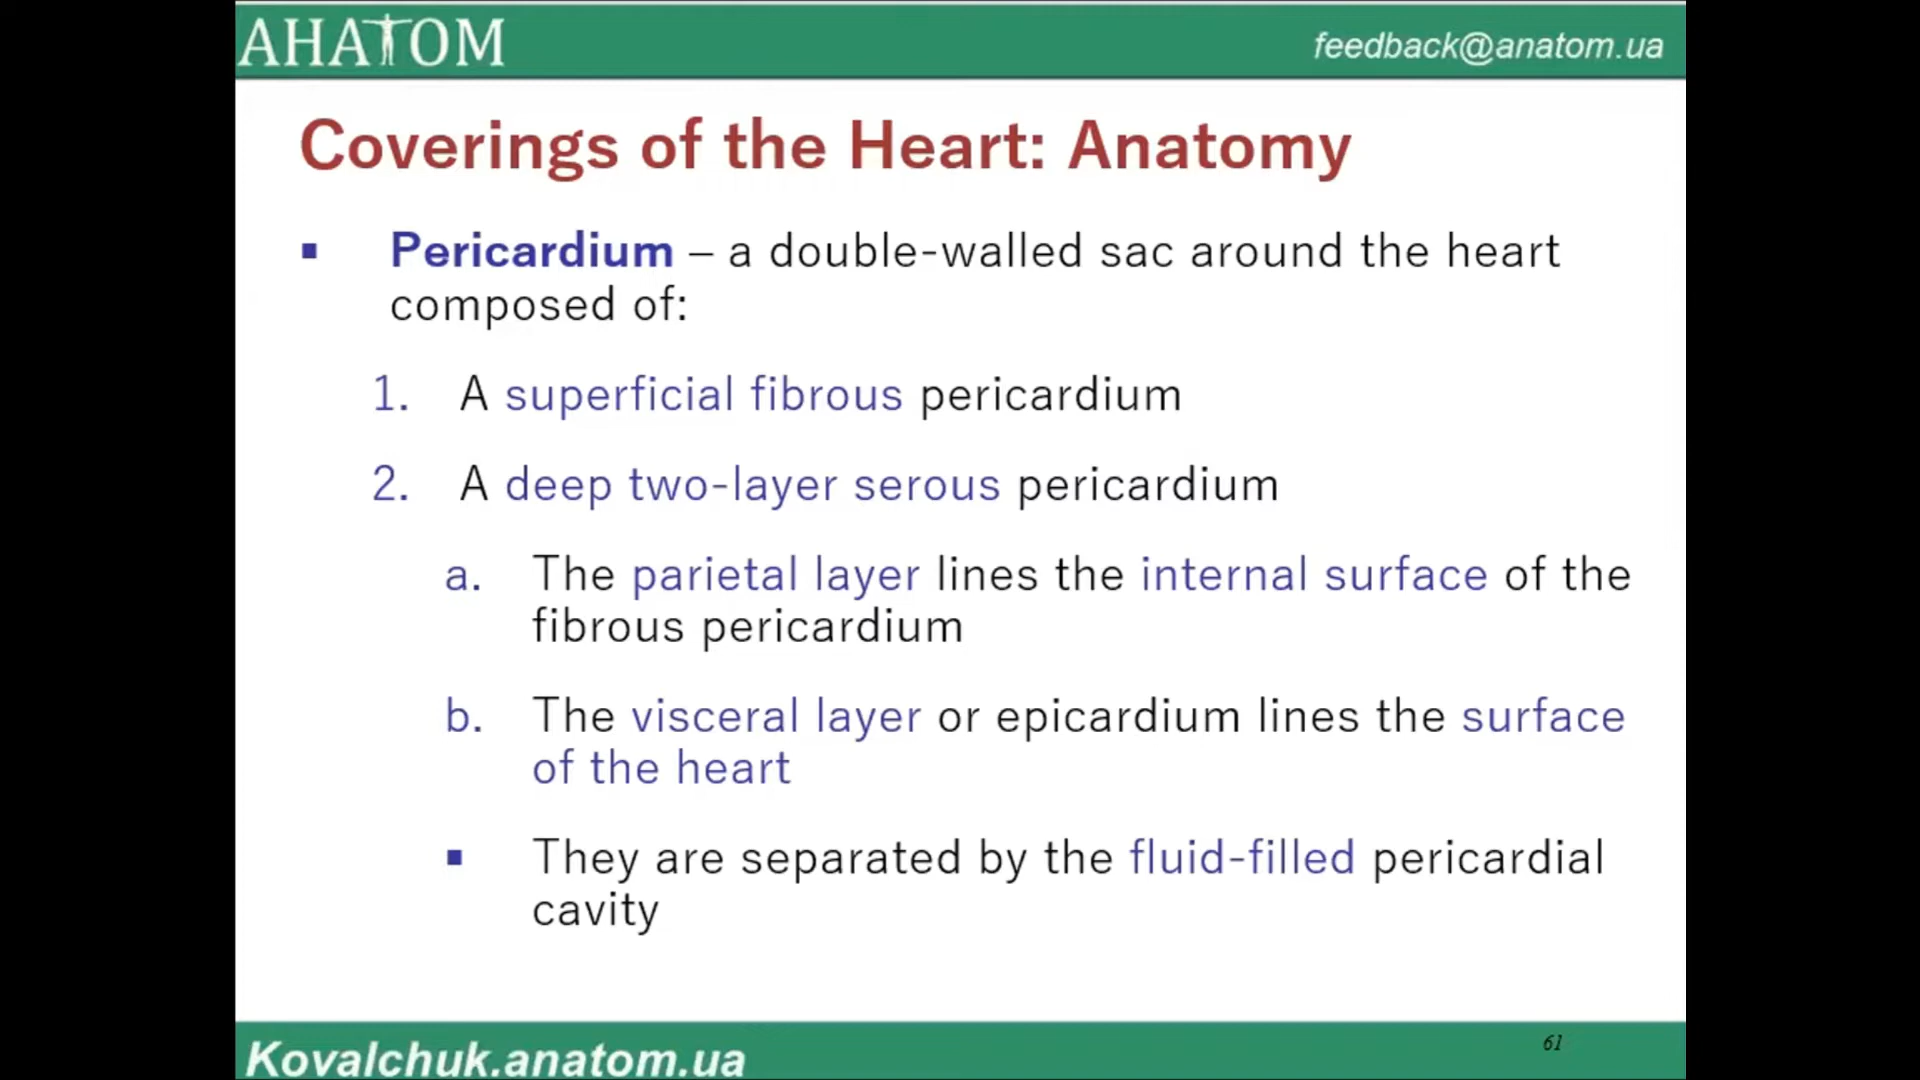 АНАТОМ
feedback@anatom.ua
Coverings of the Heart: Anatomy
▪ Pericardium – a double-walled sac around the heart
composed of:
1. A superficial fibrous pericardium
2. A deep two-layer serous pericardium
a. The parietal layer lines the internal surface of the
fibrous pericardium
b. The visceral layer or epicardium lines the surface
of the heart
▪ They are separated by the fluid-filled pericardial
cavity
Kovalchuk.anatom.ua
61